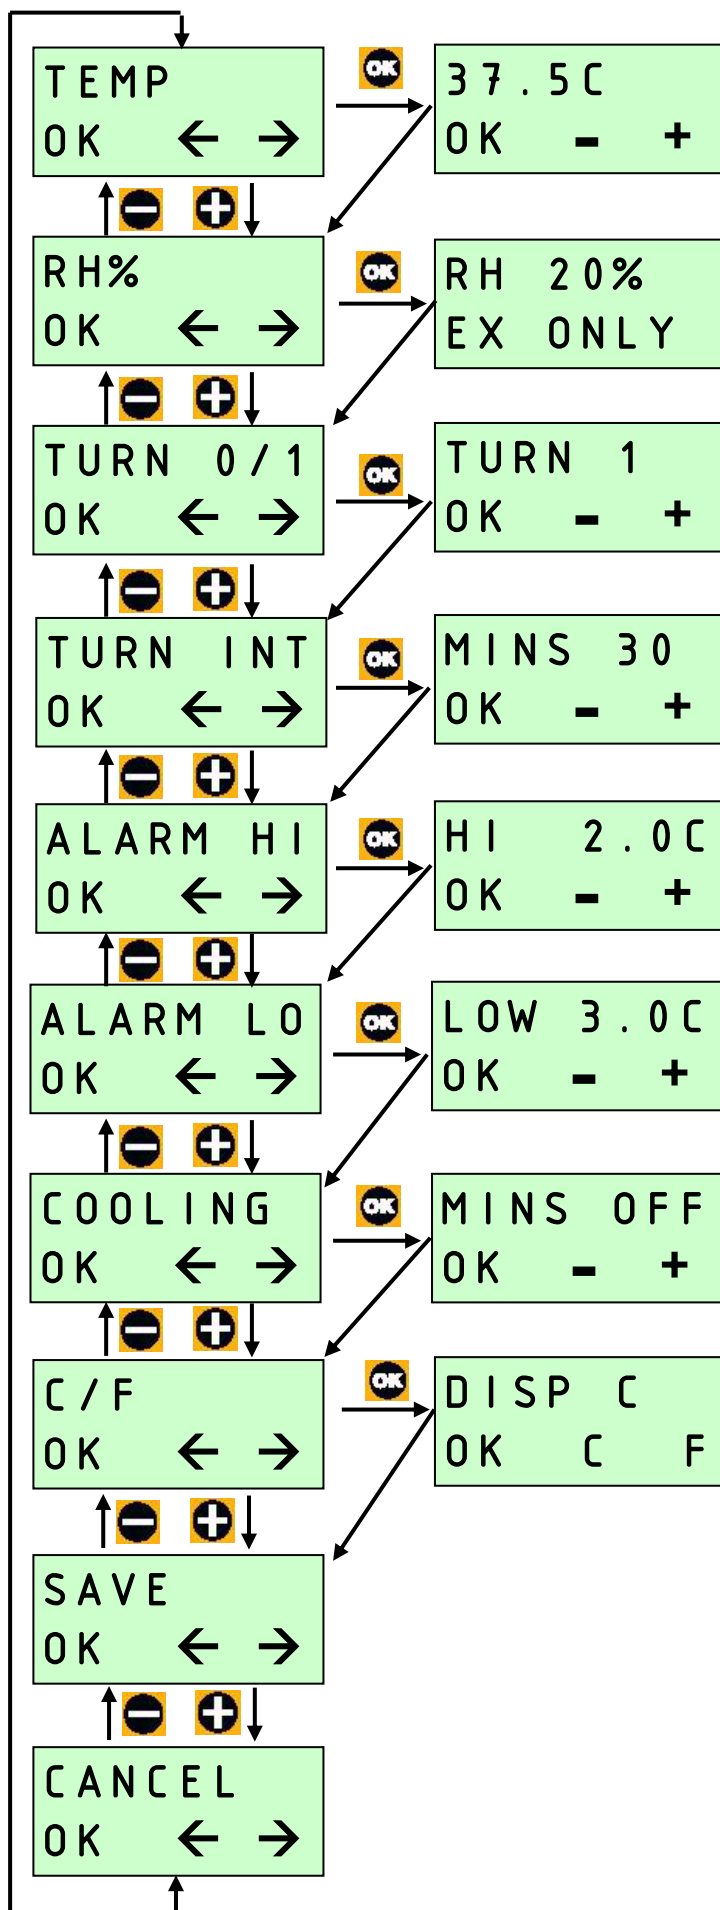 TEMP
OK ← →
OK
37.5C
OK - +
RH%
OK ← →
OK
RH 20%
EX ONLY
TURN 0/1
OK ← →
OK
TURN 1
OK - +
TURN INT
OK ← →
OK
MINS 30
OK - +
ALARM HI
OK ← →
OK
HI 2.0C
OK - +
ALARM LO
OK ← →
OK
LOW 3.0C
OK - +
COOLING
OK ← →
OK
MINS OFF
OK - +
C/F
OK ← →
OK
DISP C
OK C F
SAVE
OK ← →
CANCEL
OK ← →